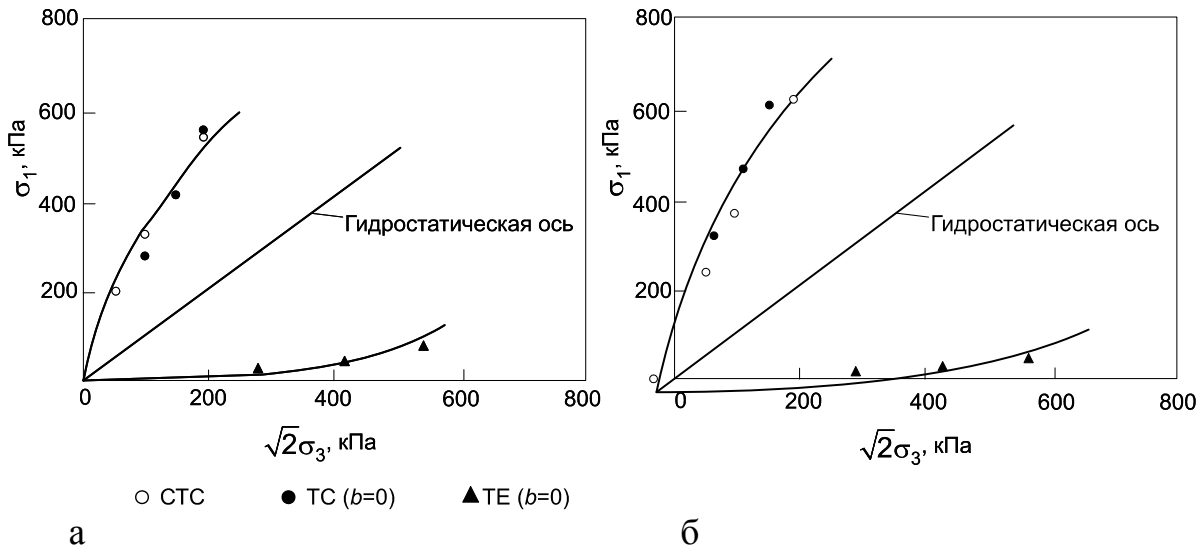 800
600
400
200
0
200
400
600
800
σ₁, кПа
√2σ₃, кПа
Гидростатическая ось
800
600
400
200
0
200
400
600
800
σ₁, кПа
√2σ₃, кПа
Гидростатическая ось
○ CTC ● TC (b=0) ▲ TE (b=0)
а б